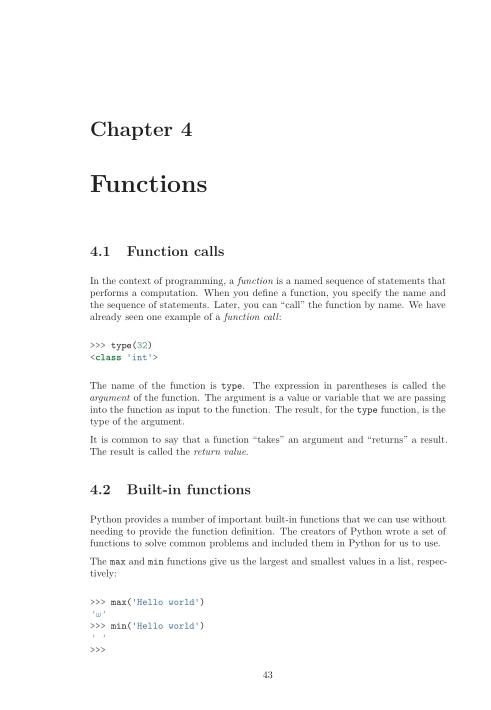 Chapter 4
Functions
4.1 Function calls
In the context of programming, a function is a named sequence of statements that
performs a computation. When you define a function, you specify the name and
the sequence of statements. Later, you can “call” the function by name. We have
already seen one example of a function call:
>>> type(32)
<class 'int'>
The name of the function is type. The expression in parentheses is called the
argument of the function. The argument is a value or variable that we are passing
into the function as input to the function. The result, for the type function, is the
type of the argument.
It is common to say that a function “takes” an argument and “returns” a result.
The result is called the return value.
4.2 Built-in functions
Python provides a number of important built-in functions that we can use without
needing to provide the function definition. The creators of Python wrote a set of
functions to solve common problems and included them in Python for us to use.
The max and min functions give us the largest and smallest values in a list, respec-
tively:
>>> max('Hello world')
'w'
>>> min('Hello world')
' '
>>>
43